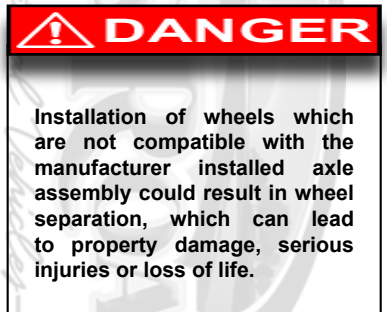 DANGER
Installation of wheels which
are not compatible with the
manufacturer installed axle
assembly could result in wheel
separation, which can lead
to property damage, serious
injuries or loss of life.